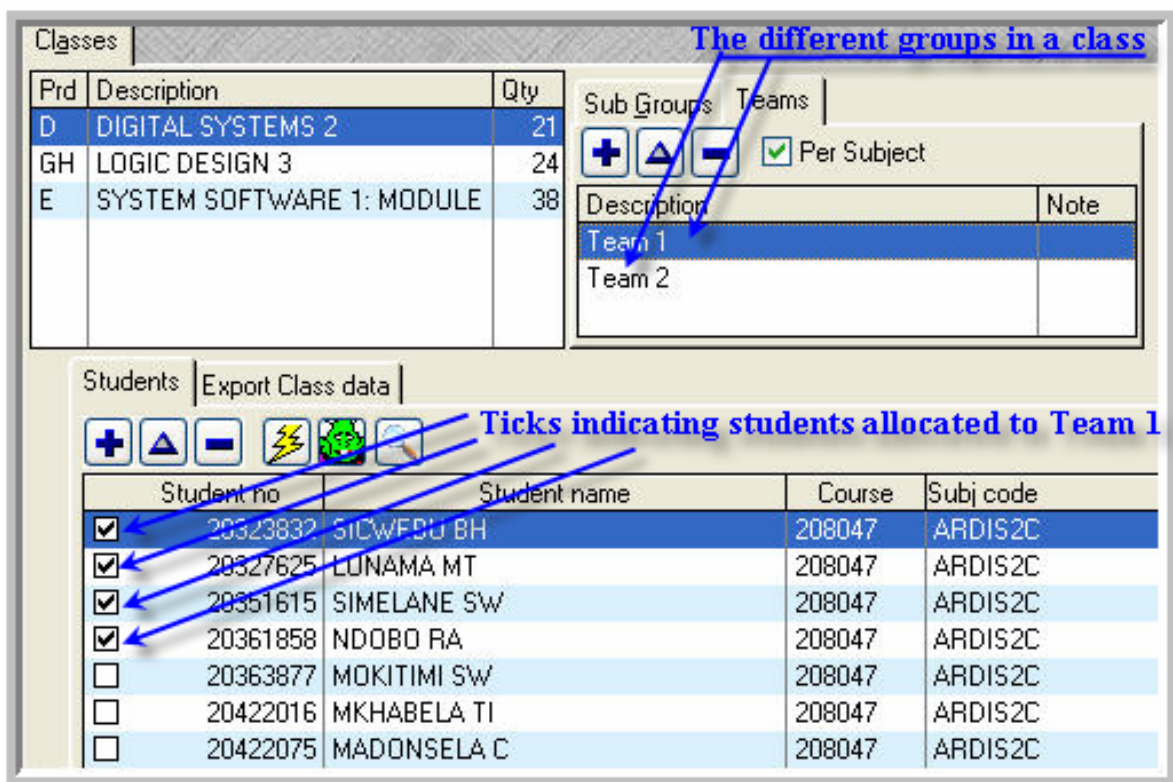 Classes
The different groups in a class
Prd Description Qty
D DIGITAL SYSTEMS 2 21
GH LOGIC DESIGN 3 24
E SYSTEM SOFTWARE 1: MODULE 38
Sub Groups Teams
Per Subject
Description Note
Team 1
Team 2
Students Export Class data
Ticks indicating students allocated to Team 1
Student no Student name Course Subj code
20323832 SICWEBU BH 208047 ARDIS2C
20327625 LUNAMA MT 208047 ARDIS2C
20351615 SIMELANE SW 208047 ARDIS2C
20361858 NDOBO RA 208047 ARDIS2C
20363877 MOKITIMI SW 208047 ARDIS2C
20422016 MKHABELA TI 208047 ARDIS2C
20422075 MADONSELA C 208047 ARDIS2C